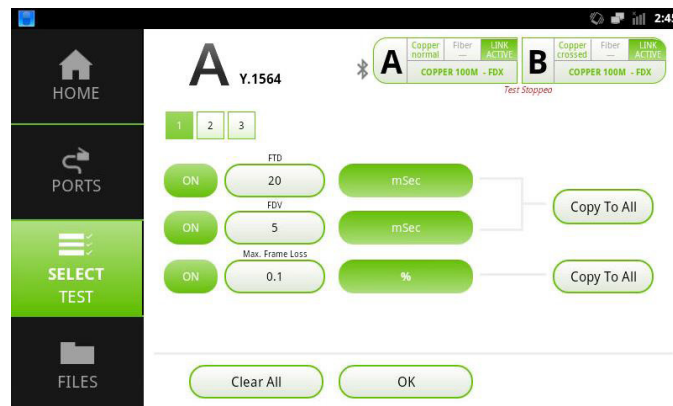 2:45
HOME
PORTS
SELECT
TEST
FILES
A Y.1564
A
Copper normal
Fiber —
LINK ACTIVE
COPPER 100M - FDX
B
Copper crossed
Fiber —
LINK ACTIVE
COPPER 100M - FDX
Test Stopped
1 2 3
FTD
ON 20 mSec
FDV
ON 5 mSec
Copy To All
Max. Frame Loss
ON 0.1 % Copy To All
Clear All OK